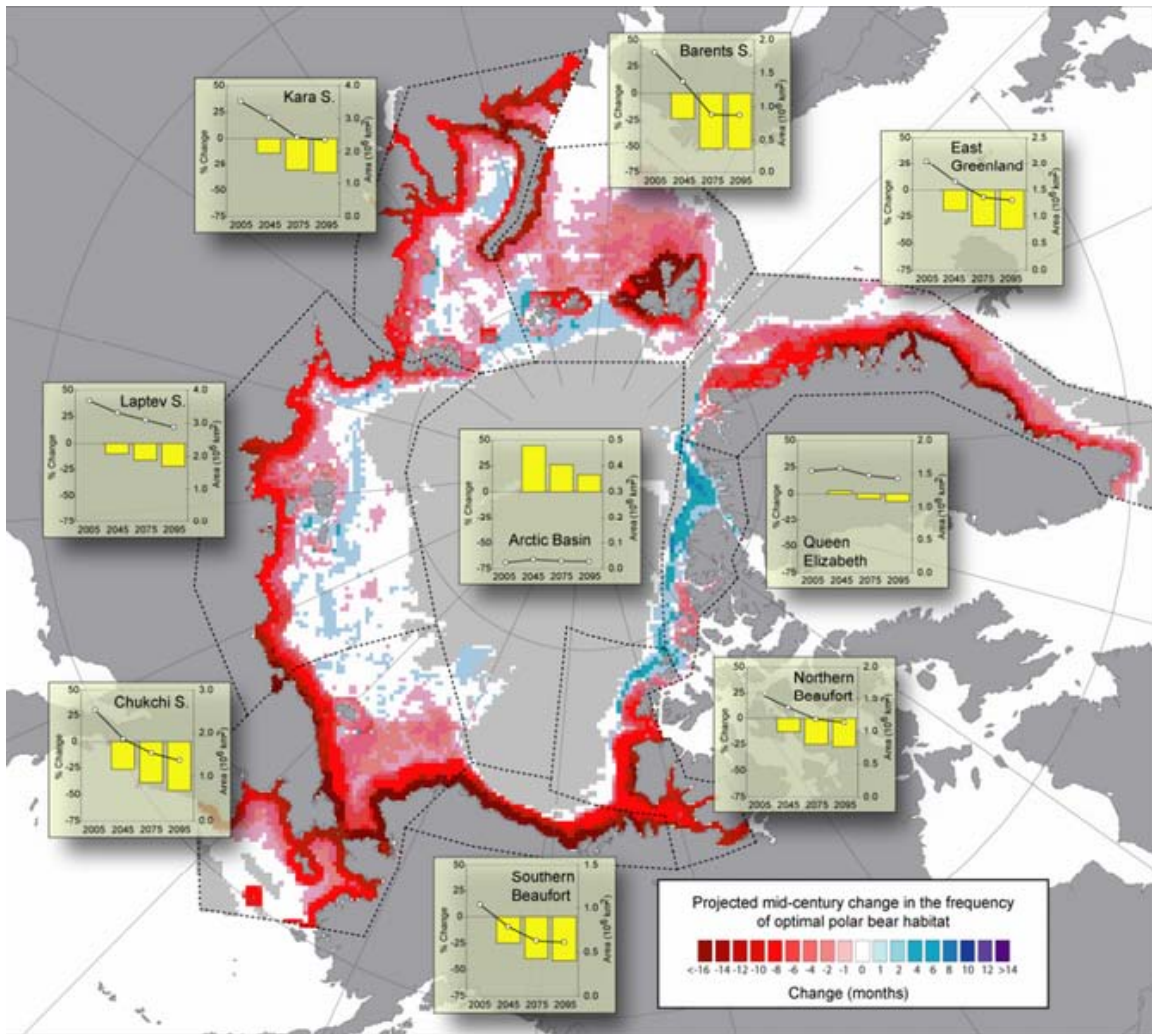 Kara S.
% Change
50
25
0
-25
-50
-75
4.0
3.0
2.0
1.0
0.0
Area (10⁶ km²)
2005 2045 2075 2095
Barents S.
% Change
50
25
0
-25
-50
-75
2.0
1.5
1.0
0.5
0.0
Area (10⁶ km²)
2005 2045 2075 2095
East
Greenland
% Change
50
25
0
-25
-50
-75
2.5
2.0
1.5
1.0
0.5
0.0
Area (10⁶ km²)
2005 2045 2075 2095
Laptev S.
% Change
50
25
0
-25
-50
-75
4.0
3.0
2.0
1.0
0.0
Area (10⁶ km²)
2005 2045 2075 2095
Arctic Basin
% Change
50
25
0
-25
-50
-75
0.5
0.4
0.3
0.3
0.1
0.0
Area (10⁶ km²)
2005 2045 2075 2095
Queen
Elizabeth
% Change
50
25
0
-25
-50
-75
2.0
1.5
1.0
0.5
0.0
Area (10⁶ km²)
2005 2045 2075 2095
Chukchi S.
% Change
50
25
0
-25
-50
-75
3.0
2.0
1.0
0.0
Area (10⁶ km²)
2005 2045 2075 2095
Northern
Beaufort
% Change
50
25
0
-25
-50
-75
2.0
1.5
1.0
0.5
0.0
Area (10⁶ km²)
2005 2045 2075 2095
Southern
Beaufort
% Change
50
25
0
-25
-50
-75
1.5
1.0
0.5
0.0
Area (10⁶ km²)
2005 2045 2075 2095
Projected mid-century change in the frequency
of optimal polar bear habitat
<-16 -14 -12 -10 -8 -6 -4 -2 -1 0 1 2 4 6 8 10 12 >14
Change (months)